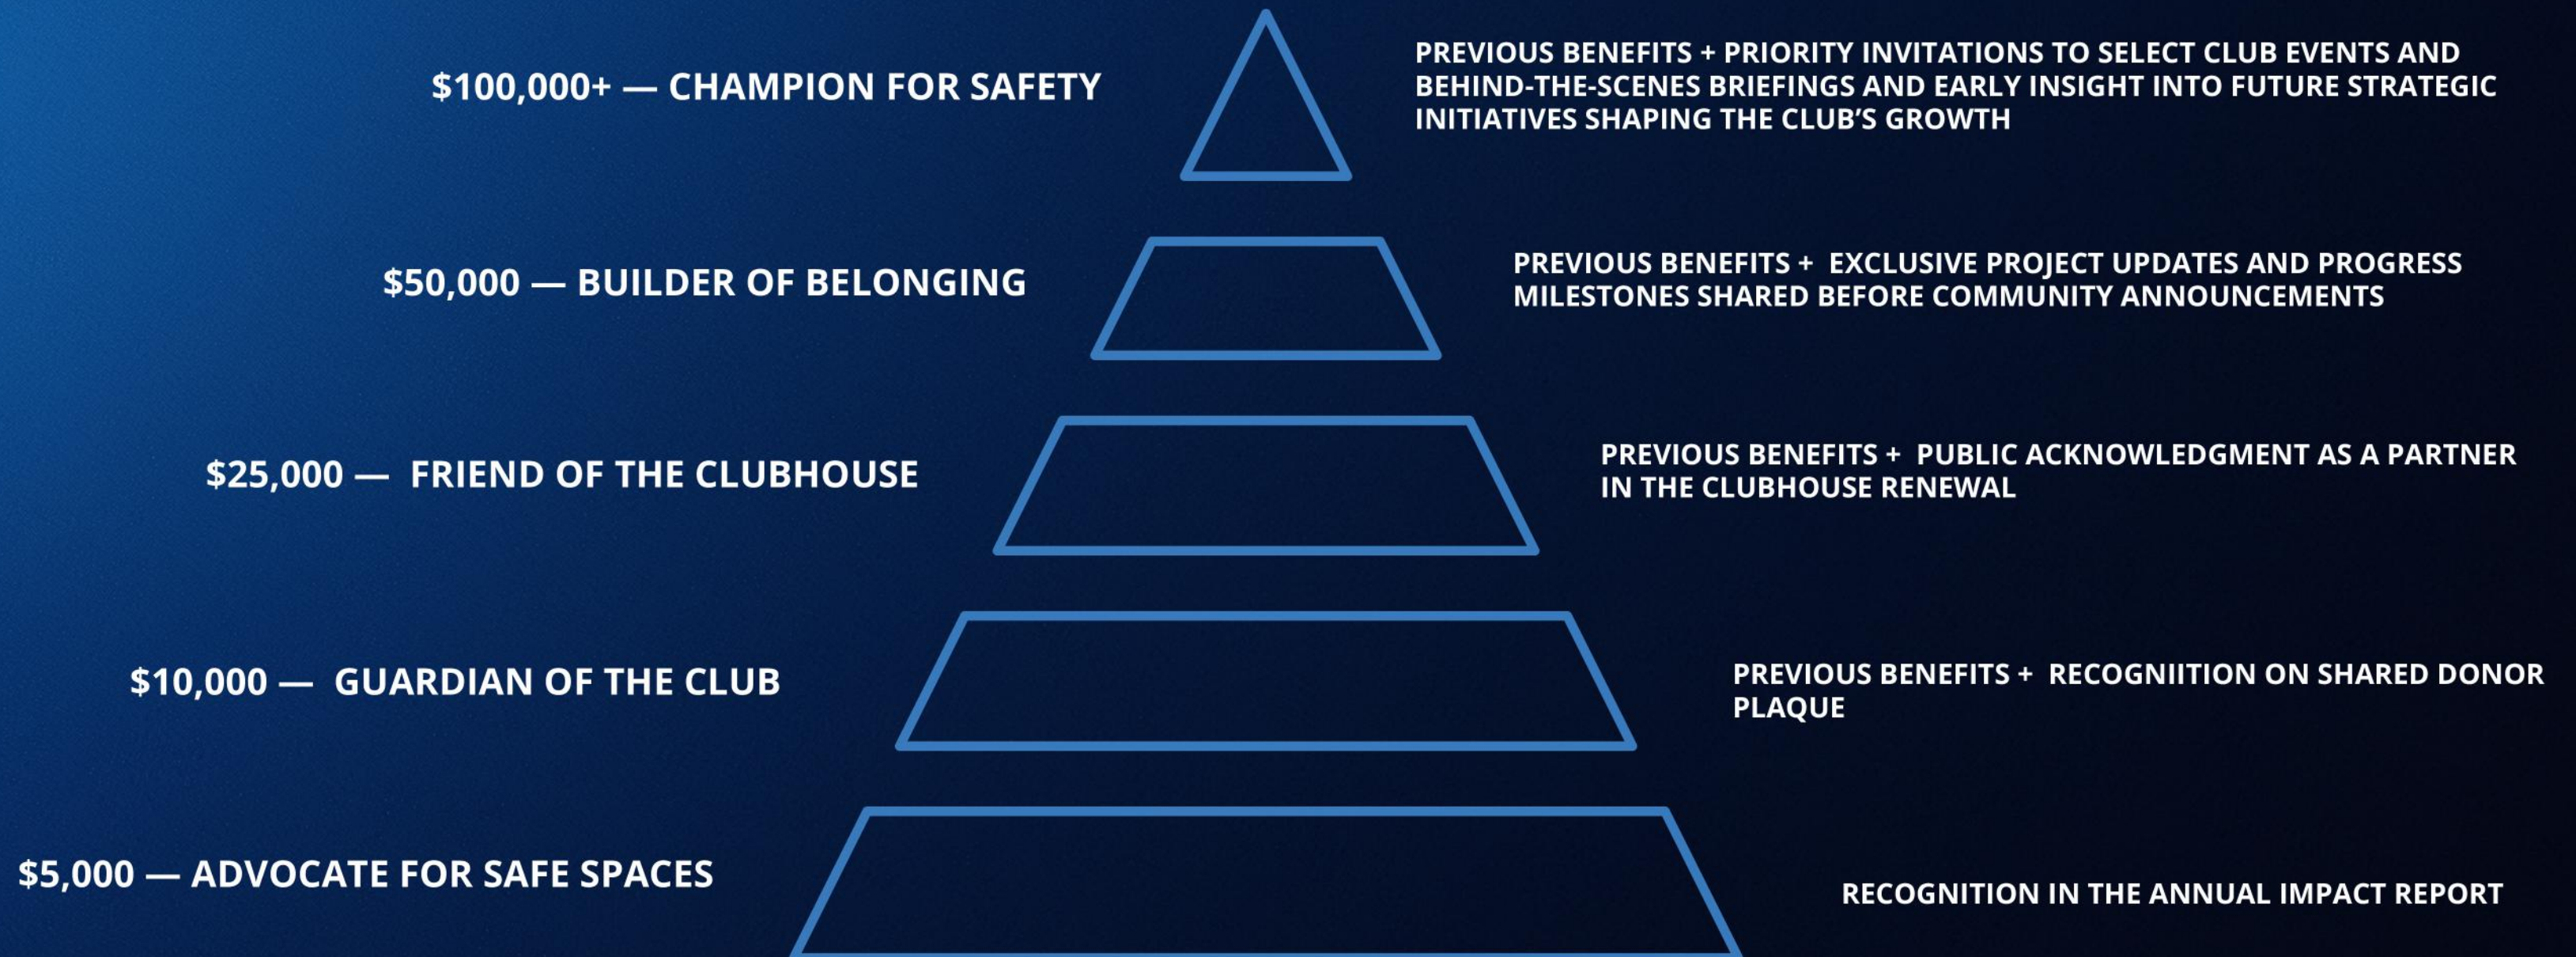 $100,000+ — CHAMPION FOR SAFETY
PREVIOUS BENEFITS + PRIORITY INVITATIONS TO SELECT CLUB EVENTS AND
BEHIND-THE-SCENES BRIEFINGS AND EARLY INSIGHT INTO FUTURE STRATEGIC
INITIATIVES SHAPING THE CLUB’S GROWTH
$50,000 — BUILDER OF BELONGING
PREVIOUS BENEFITS + EXCLUSIVE PROJECT UPDATES AND PROGRESS
MILESTONES SHARED BEFORE COMMUNITY ANNOUNCEMENTS
$25,000 — FRIEND OF THE CLUBHOUSE
PREVIOUS BENEFITS + PUBLIC ACKNOWLEDGMENT AS A PARTNER
IN THE CLUBHOUSE RENEWAL
$10,000 — GUARDIAN OF THE CLUB
PREVIOUS BENEFITS + RECOGNIITION ON SHARED DONOR
PLAQUE
$5,000 — ADVOCATE FOR SAFE SPACES
RECOGNITION IN THE ANNUAL IMPACT REPORT